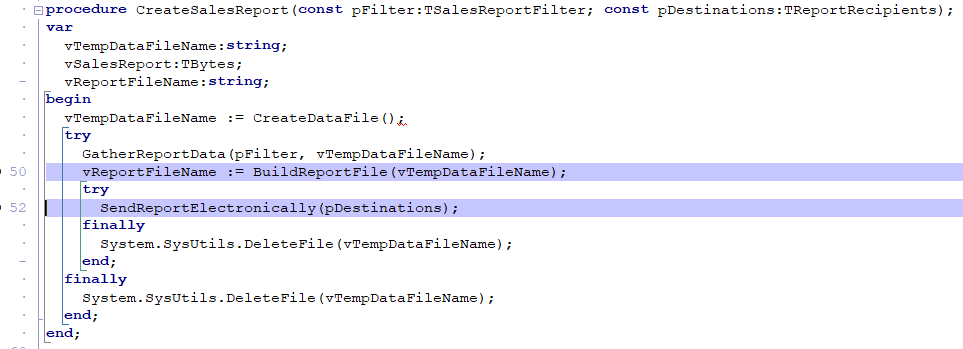 procedure CreateSalesReport(const pFilter:TSalesReportFilter; const pDestinations:TReportRecipients);
var
vTempDataFileName:string;
vSalesReport:TBytes;
vReportFileName:string;
begin
vTempDataFileName := CreateDataFile();
try
GatherReportData(pFilter, vTempDataFileName);
50 vReportFileName := BuildReportFile(vTempDataFileName);
try
52 SendReportElectronically(pDestinations);
finally
System.SysUtils.DeleteFile(vTempDataFileName);
end;
finally
System.SysUtils.DeleteFile(vTempDataFileName);
end;
end;